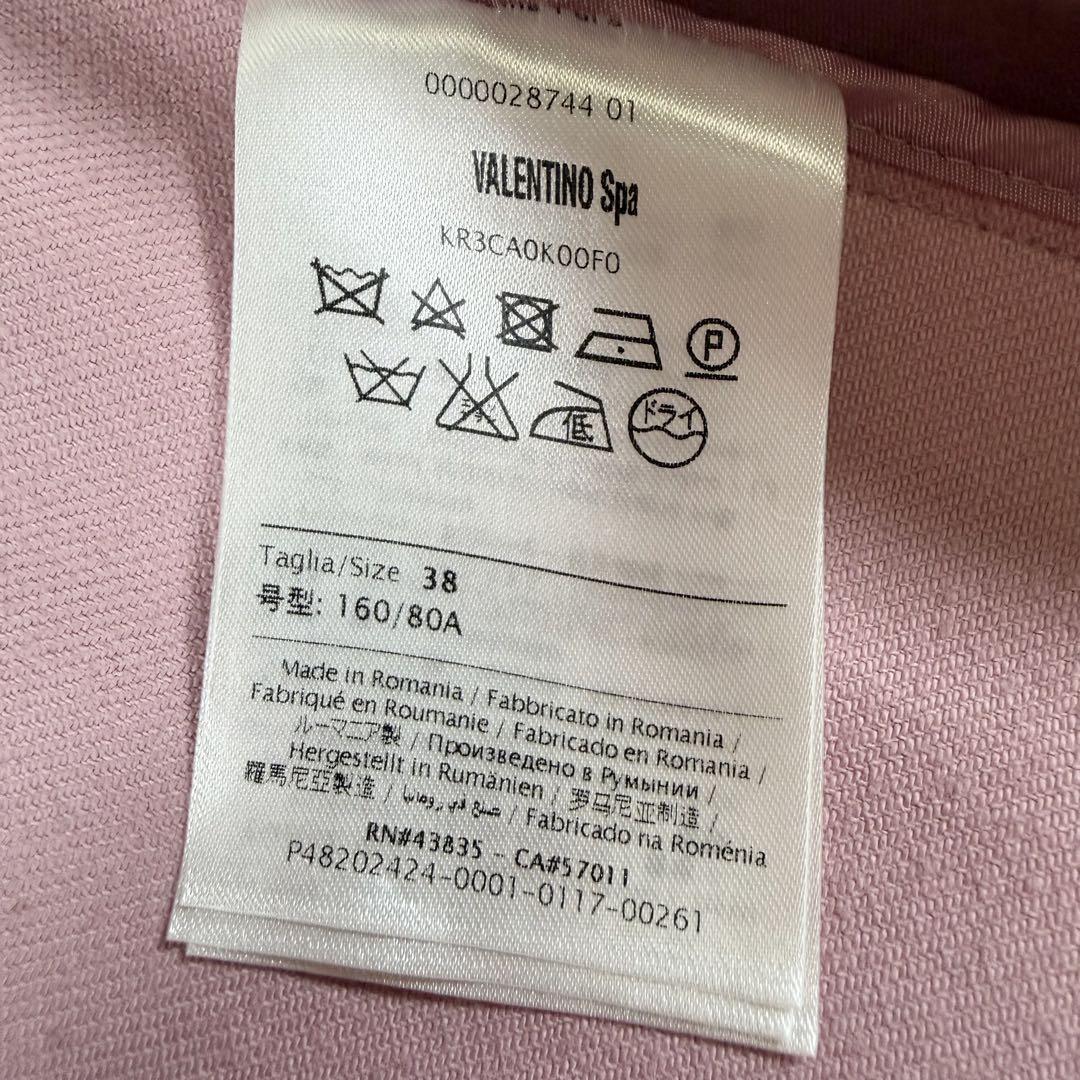 0000028744 01
VALENTINO Spa
KR3CA0K00F0
P
低 ドライ
Taglia/Size 38
号型: 160/80A
Made in Romania / Fabbricato in Romania /
Fabriqué en Roumanie / Fabricado en Romania /
ルーマニア製 / Произведено в Румынии /
Hergestellt in Rumänien / 罗马尼亚制造 /
羅馬尼亞製造 / صنع في رومانيا / Fabricado na Roménia
RN#43835 - CA#57011
P48202424-0001-0117-00261